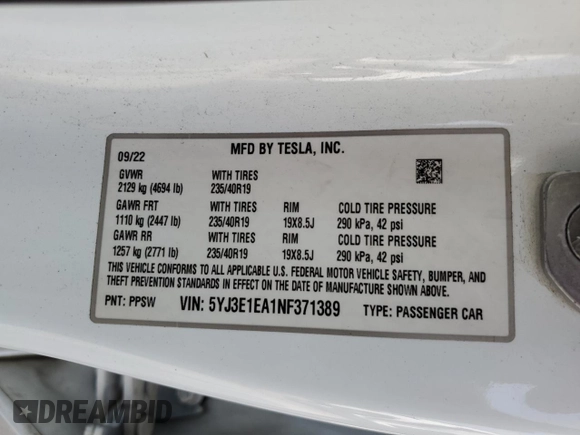 MFD BY TESLA, INC.
09/22
GVWR WITH TIRES
2129 kg (4694 lb) 235/40R19
GAWR FRT WITH TIRES RIM COLD TIRE PRESSURE
1110 kg (2447 lb) 235/40R19 19X8.5J 290 kPa, 42 psi
GAWR RR WITH TIRES RIM COLD TIRE PRESSURE
1257 kg (2771 lb) 235/40R19 19X8.5J 290 kPa, 42 psi
THIS VEHICLE CONFORMS TO ALL APPLICABLE U.S. FEDERAL MOTOR VEHICLE SAFETY, BUMPER, AND
THEFT PREVENTION STANDARDS IN EFFECT ON THE DATE OF MANUFACTURE SHOWN ABOVE.
PNT: PPSW VIN: 5YJ3E1EA1NF371389 TYPE: PASSENGER CAR
DREAMBID